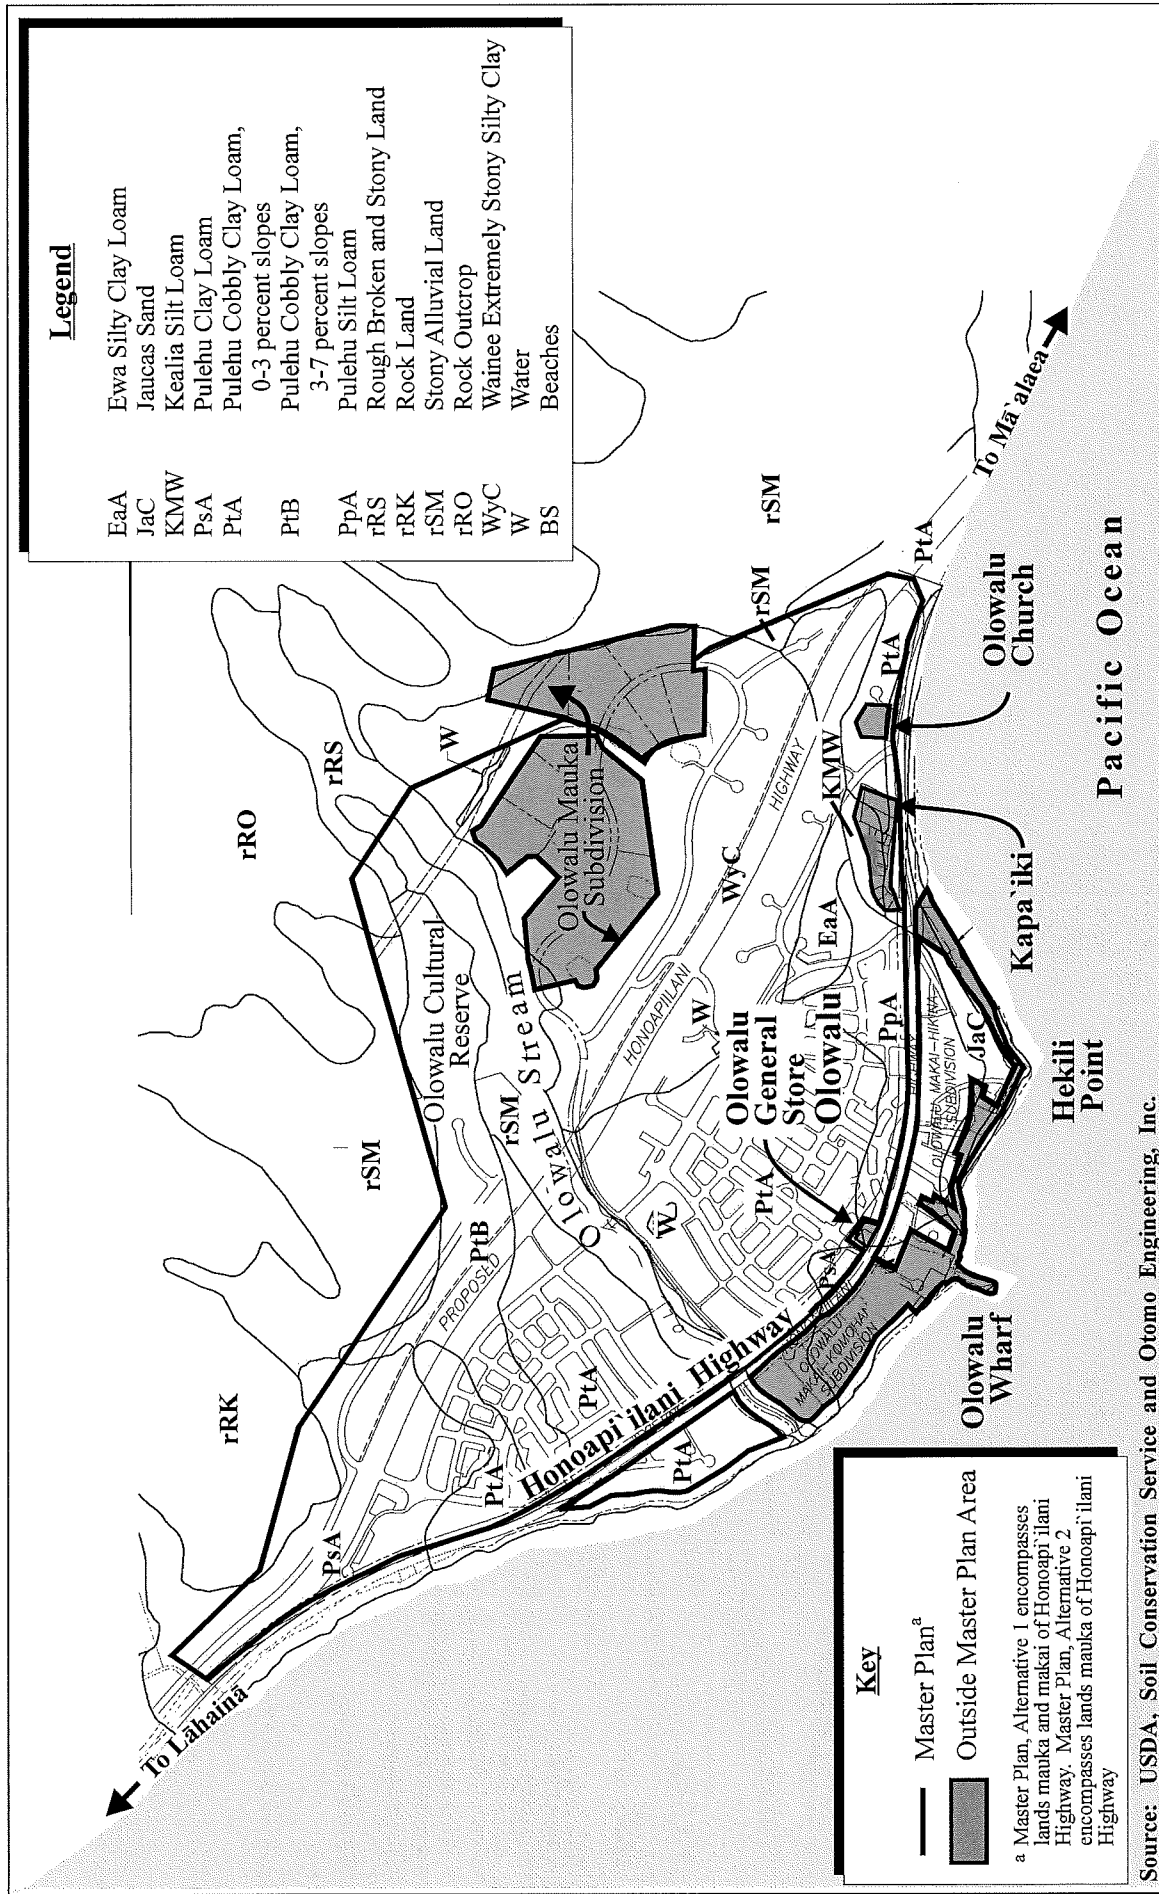 Legend
EaA Ewa Silty Clay Loam
JaC Jaucas Sand
KMW Kealia Silt Loam
PsA Pulehu Clay Loam
PtA Pulehu Cobbly Clay Loam,
0-3 percent slopes
PtB Pulehu Cobbly Clay Loam,
3-7 percent slopes
PpA Pulehu Silt Loam
rRS Rough Broken and Stony Land
rRK Rock Land
rSM Stony Alluvial Land
rRO Rock Outcrop
WyC Wainee Extremely Stony Silty Clay
W Water
BS Beaches
To Lāhainā
rRK
rSM
rRO
rRS
W
rSM
rSM
PsA
PtA
PtB
PROPOSED
HONOAPIILANI
HIGHWAY
Olowalu Cultural
Reserve
rSM
Olowalu Stream
Olowalu Mauka
Subdivision
PtA
W
W
WyC
EaA
KMW
PtA
PtA
Honoapi`ilani Highway
PtA
PtA
PsA
PpA
Olowalu
General
Store
Olowalu
HIGHWAY
OLOWALU
MAKAI-KOMOHANA
SUBDIVISION
OLOWALU MAKAI-HIKINA
SUBDIVISION
JaC
To Mā`alaea
Olowalu
Wharf
Hekili
Point
Kapa`iki
Olowalu
Church
Pacific Ocean
Key
Master Plan<sup>a</sup>
Outside Master Plan Area
a Master Plan, Alternative 1 encompasses
lands mauka and makai of Honoapi`ilani
Highway. Master Plan, Alternative 2
encompasses lands mauka of Honoapi`ilani
Highway
Source: USDA, Soil Conservation Service and Otomo Engineering, Inc.